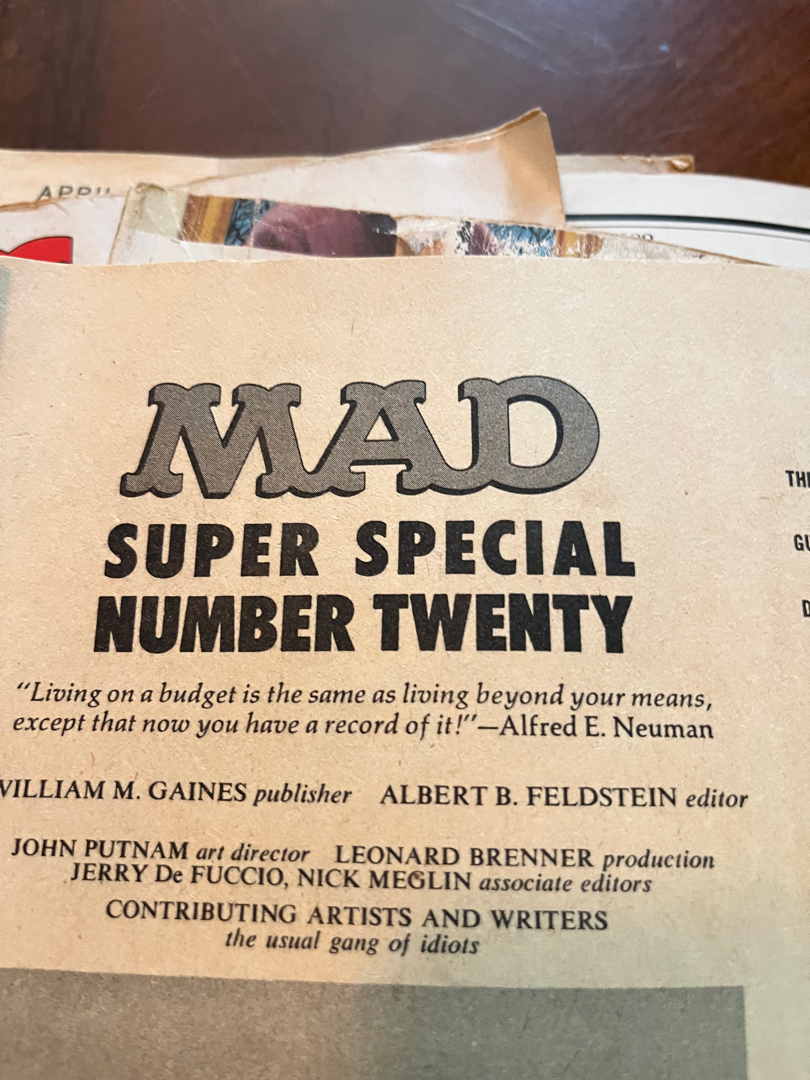 APRIL
MAD
SUPER SPECIAL
NUMBER TWENTY
"Living on a budget is the same as living beyond your means,
except that now you have a record of it!"—Alfred E. Neuman
WILLIAM M. GAINES publisher ALBERT B. FELDSTEIN editor
JOHN PUTNAM art director LEONARD BRENNER production
JERRY De FUCCIO, NICK MEGLIN associate editors
CONTRIBUTING ARTISTS AND WRITERS
the usual gang of idiots